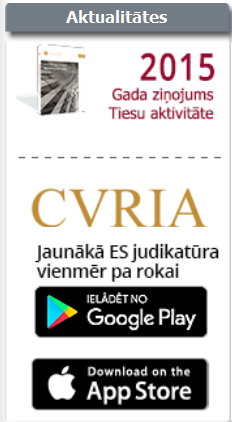 Aktualitātes
2015
Gada ziņojums
Tiesu aktivitāte
CVRIA
Jaunākā ES judikatūra
vienmēr pa rokai
IELĀDĒT NO
Google Play
Download on the
App Store